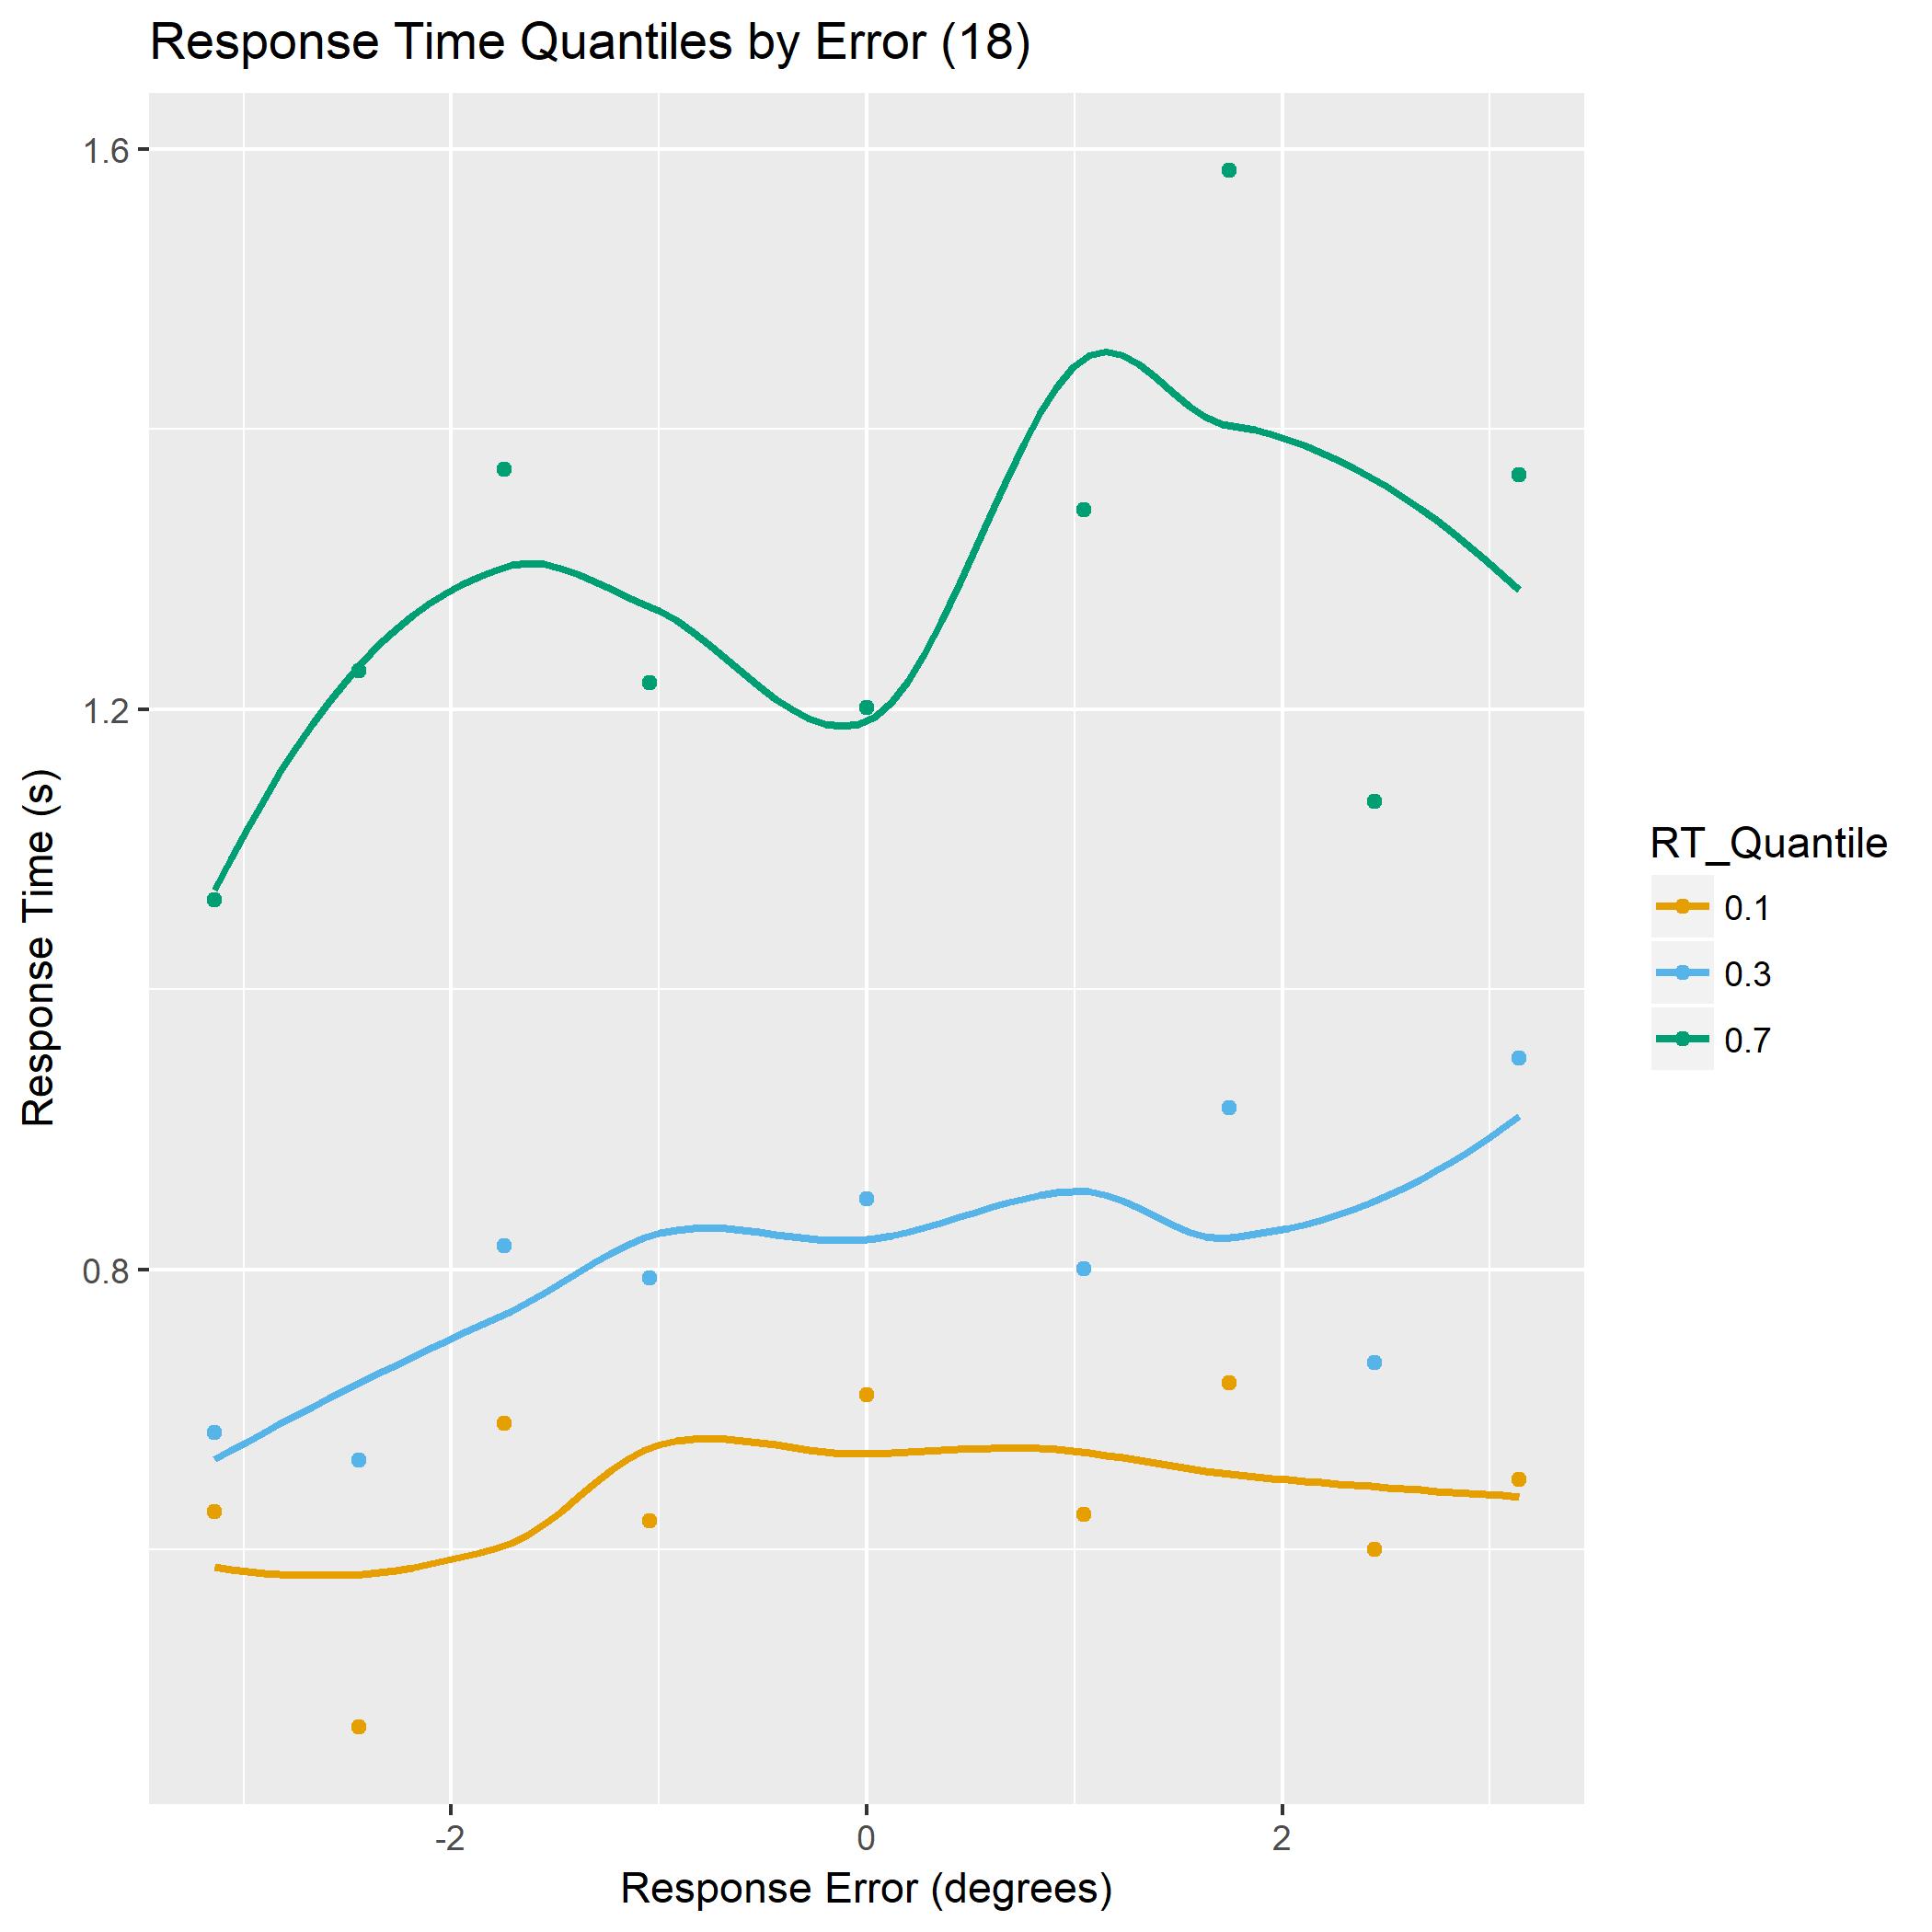 Response Time Quantiles by Error (18)
1.6
1.2
0.8
Response Time (s)
-2
0
2
Response Error (degrees)
RT_Quantile
0.1
0.3
0.7